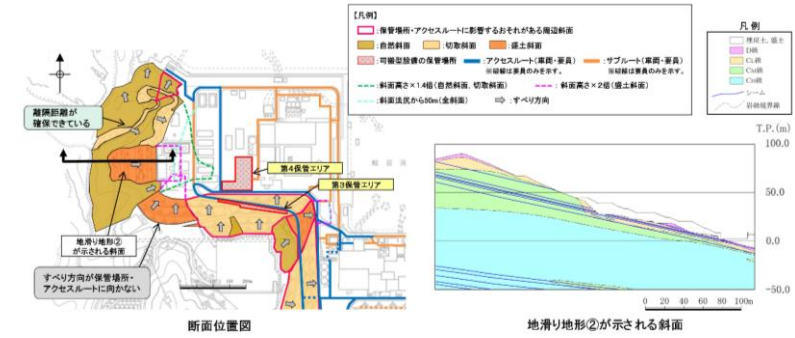 【凡例】
:保管場所・アクセスルートに影響するおそれがある周辺斜面
:自然斜面 :切取斜面 :盛土斜面
:可搬型設備の保管場所 :アクセスルート(車両・要員) :サブルート(車両・要員)
※細線は要員のみを示す。 ※細線は要員のみを示す。
:斜面高さ×1.4倍(自然斜面、切取斜面) :斜面高さ×2倍(盛土斜面)
:斜面法尻から50m(全斜面) :すべり方向
離隔距離が
確保できている
第4保管エリア
第3保管エリア
地滑り地形②
が示される斜面
すべり方向が保管場所・
アクセスルートに向かない
断面位置図
凡例
埋戻土、盛土
D級
CL級
CM級
CH級
シーム
岩級境界線
T.P.(m)
100.0
50.0
0.0
-50.0
0 20 40 60 80 100m
地滑り地形②が示される斜面